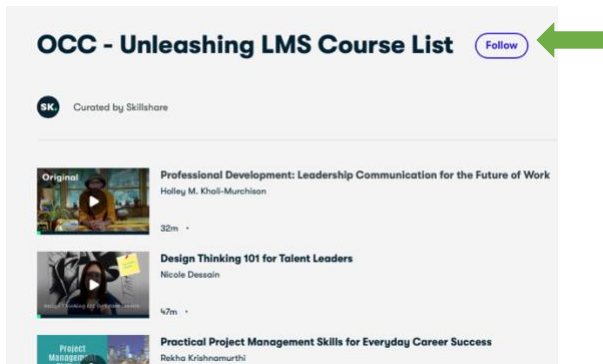 OCC - Unleashing LMS Course List
Follow
SK.
Curated by Skillshare
Original
Professional Development: Leadership Communication for the Future of Work
Holley M. Kholi-Murchison
32m •
Design Thinking 101 for Talent Leaders
Nicole Dessain
47m •
Practical Project Management Skills for Everyday Career Success
Rekha Krishnamurthi
Project